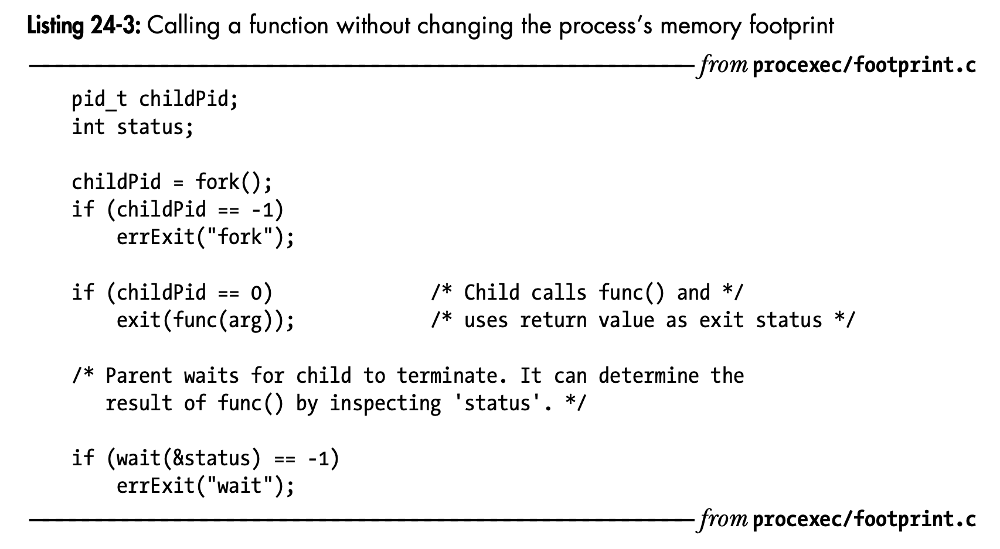 Listing 24-3: Calling a function without changing the process’s memory footprint
from procexec/footprint.c
pid_t childPid;
int status;
childPid = fork();
if (childPid == -1)
    errExit("fork");
if (childPid == 0)              /* Child calls func() and */
    exit(func(arg));            /* uses return value as exit status */
/* Parent waits for child to terminate. It can determine the
   result of func() by inspecting 'status'. */
if (wait(&status) == -1)
    errExit("wait");
from procexec/footprint.c